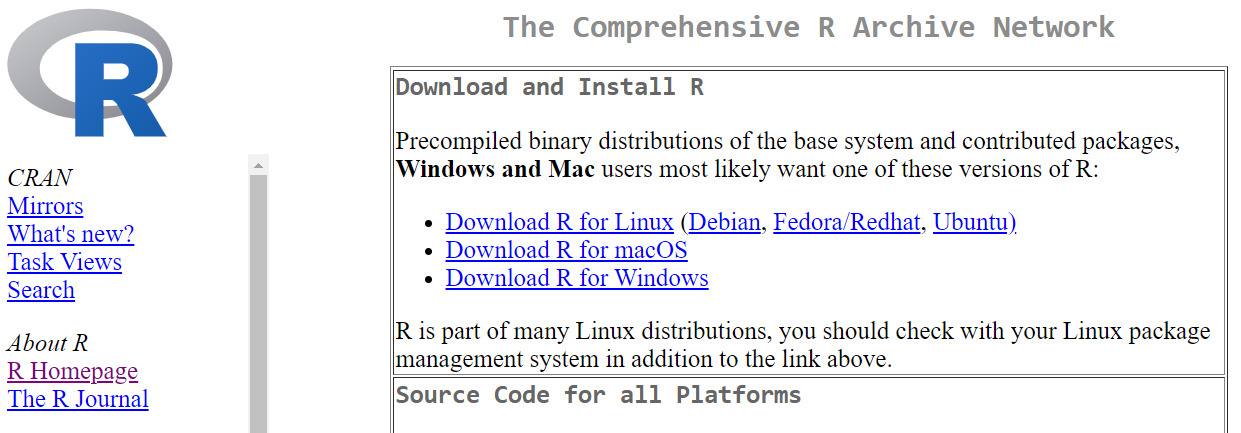 R
CRAN
Mirrors
What's new?
Task Views
Search
About R
R Homepage
The R Journal
The Comprehensive R Archive Network
Download and Install R
Precompiled binary distributions of the base system and contributed packages,
Windows and Mac users most likely want one of these versions of R:
Download R for Linux (Debian, Fedora/Redhat, Ubuntu)
Download R for macOS
Download R for Windows
R is part of many Linux distributions, you should check with your Linux package
management system in addition to the link above.
Source Code for all Platforms